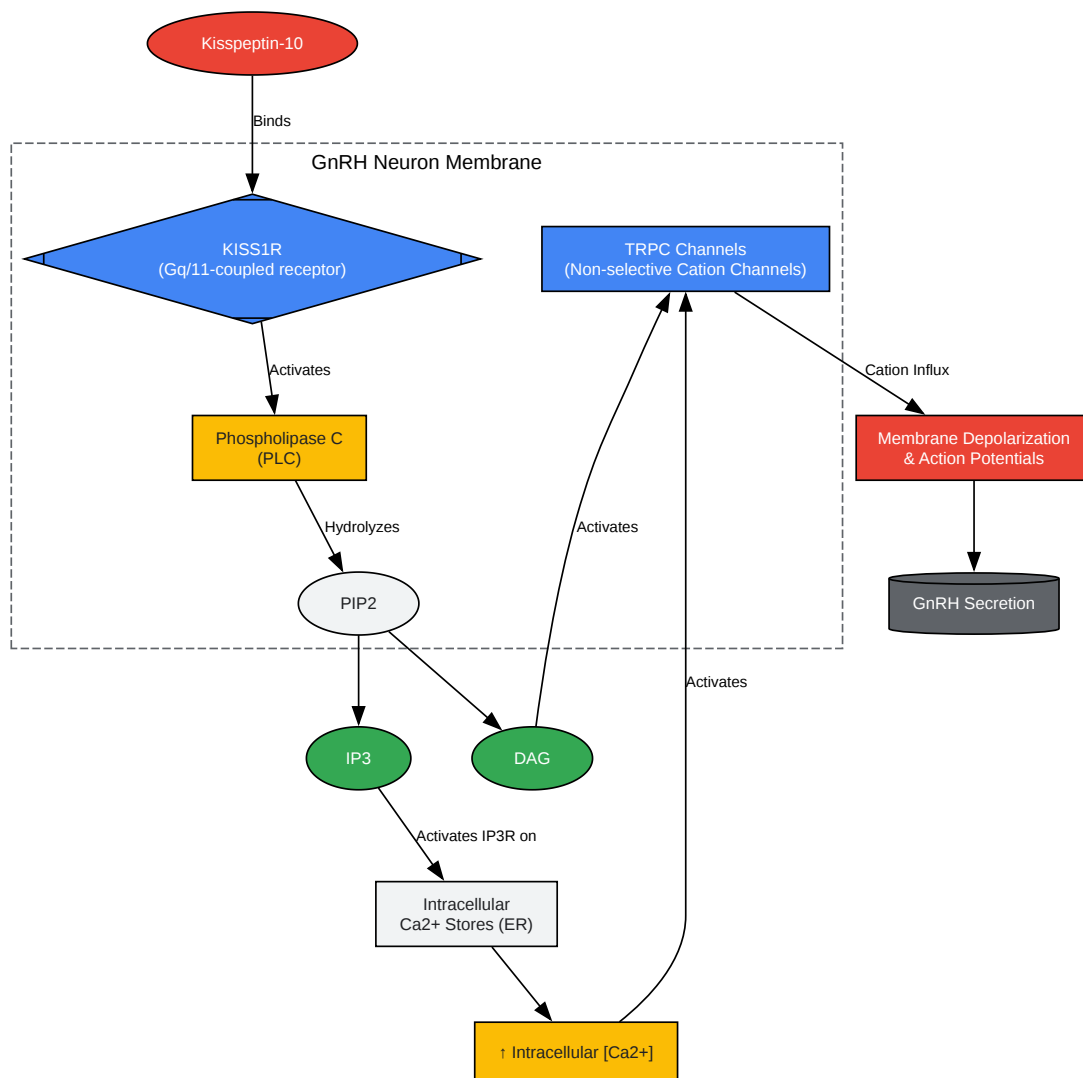 Kisspeptin-10
Binds
GnRH Neuron Membrane
KISS1R
(Gq/11-coupled receptor)
TRPC Channels
(Non-selective Cation Channels)
Activates
Cation Influx
Phospholipase C
(PLC)
Membrane Depolarization
& Action Potentials
Hydrolyzes
Activates
PIP2
GnRH Secretion
Activates
IP3
DAG
Activates IP3R on
Intracellular
Ca2+ Stores (ER)
↑ Intracellular [Ca2+]